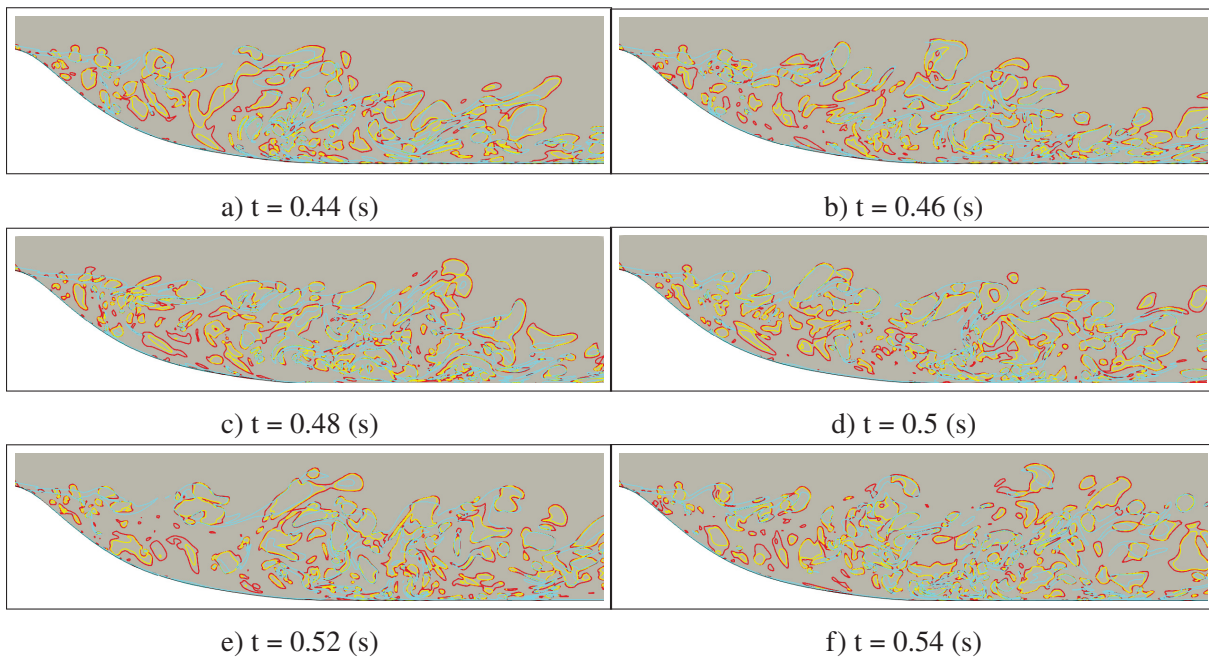 a) t = 0.44 (s)
b) t = 0.46 (s)
c) t = 0.48 (s)
d) t = 0.5 (s)
e) t = 0.52 (s)
f) t = 0.54 (s)